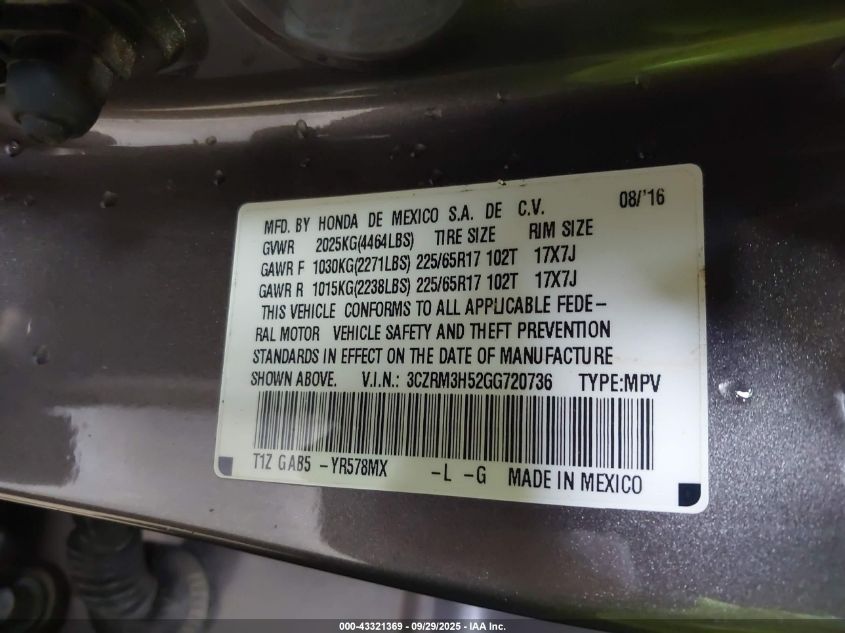 08/'16
MFD. BY HONDA DE MEXICO S.A. DE C.V.
GVWR 2025KG(4464LBS) TIRE SIZE RIM SIZE
GAWR F 1030KG(2271LBS) 225/65R17 102T 17X7J
GAWR R 1015KG(2238LBS) 225/65R17 102T 17X7J
THIS VEHICLE CONFORMS TO ALL APPLICABLE FEDE-
RAL MOTOR VEHICLE SAFETY AND THEFT PREVENTION
STANDARDS IN EFFECT ON THE DATE OF MANUFACTURE
SHOWN ABOVE. V.I.N.: 3CZRM3H52GG720736 TYPE:MPV
T1Z GAB5 -YR578MX -L -G MADE IN MEXICO
000-43321369 - 09/29/2025 - IAA Inc.